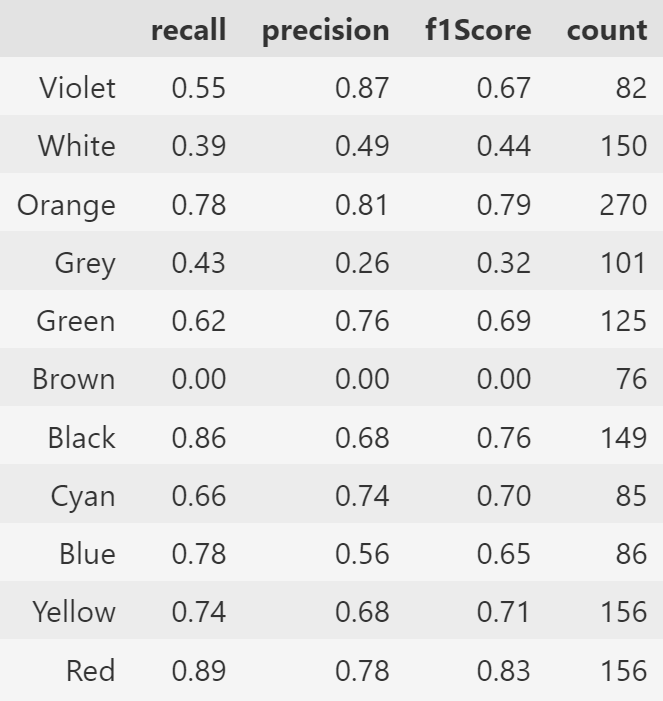 recall precision f1Score count
Violet 0.55 0.87 0.67 82
White 0.39 0.49 0.44 150
Orange 0.78 0.81 0.79 270
Grey 0.43 0.26 0.32 101
Green 0.62 0.76 0.69 125
Brown 0.00 0.00 0.00 76
Black 0.86 0.68 0.76 149
Cyan 0.66 0.74 0.70 85
Blue 0.78 0.56 0.65 86
Yellow 0.74 0.68 0.71 156
Red 0.89 0.78 0.83 156